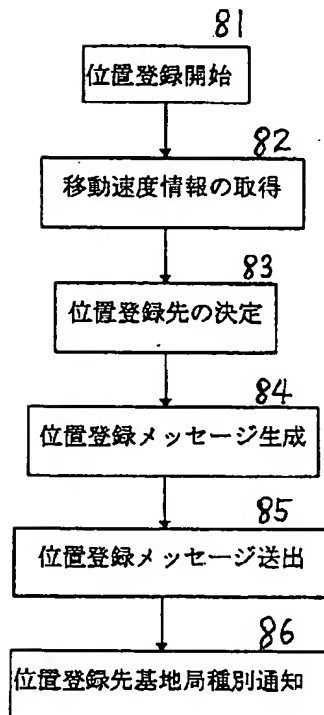 81
位置登録開始
82
移動速度情報の取得
83
位置登録先の決定
84
位置登録メッセージ生成
85
位置登録メッセージ送出
86
位置登録先基地局種別通知